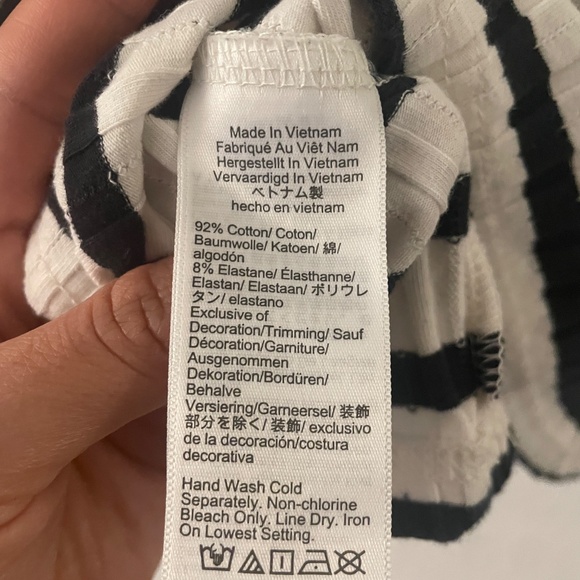 Made In Vietnam
Fabriqué Au Việt Nam
Hergestellt In Vietnam
Vervaardigd In Vietnam
ベトナム製
hecho en vietnam
92% Cotton/ Coton/
Baumwolle/ Katoen/ 綿/
algodón
8% Elastane/ Élasthanne/
Elastan/ Elastaan/ ポリウレ
タン/ elastano
Exclusive of
Decoration/Trimming/ Sauf
Décoration/Garniture/
Ausgenommen
Dekoration/Bordüren/
Behalve
Versiering/Garneersel/ 装飾
部分を除く/ 装飾/ exclusivo
de la decoración/costura
decorativa
Hand Wash Cold
Separately. Non-chlorine
Bleach Only. Line Dry. Iron
On Lowest Setting.